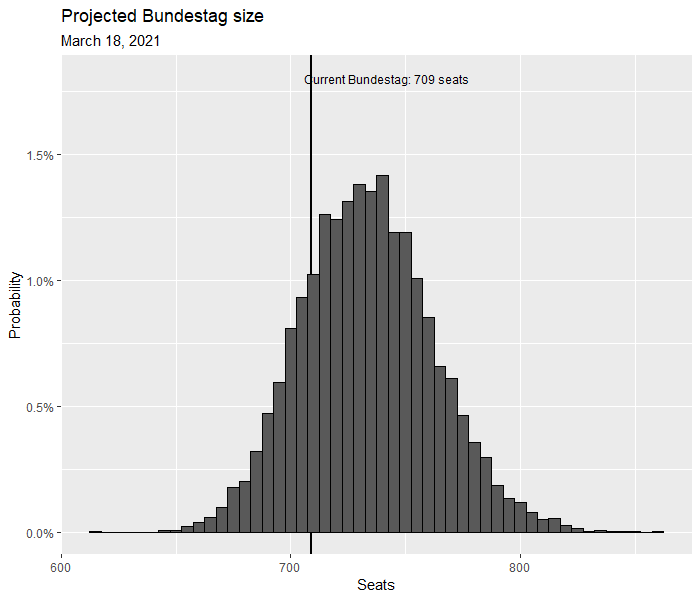 Projected Bundestag size
March 18, 2021
Current Bundestag: 709 seats
1.5%
1.0%
0.5%
0.0%
Probability
600
700
800
Seats